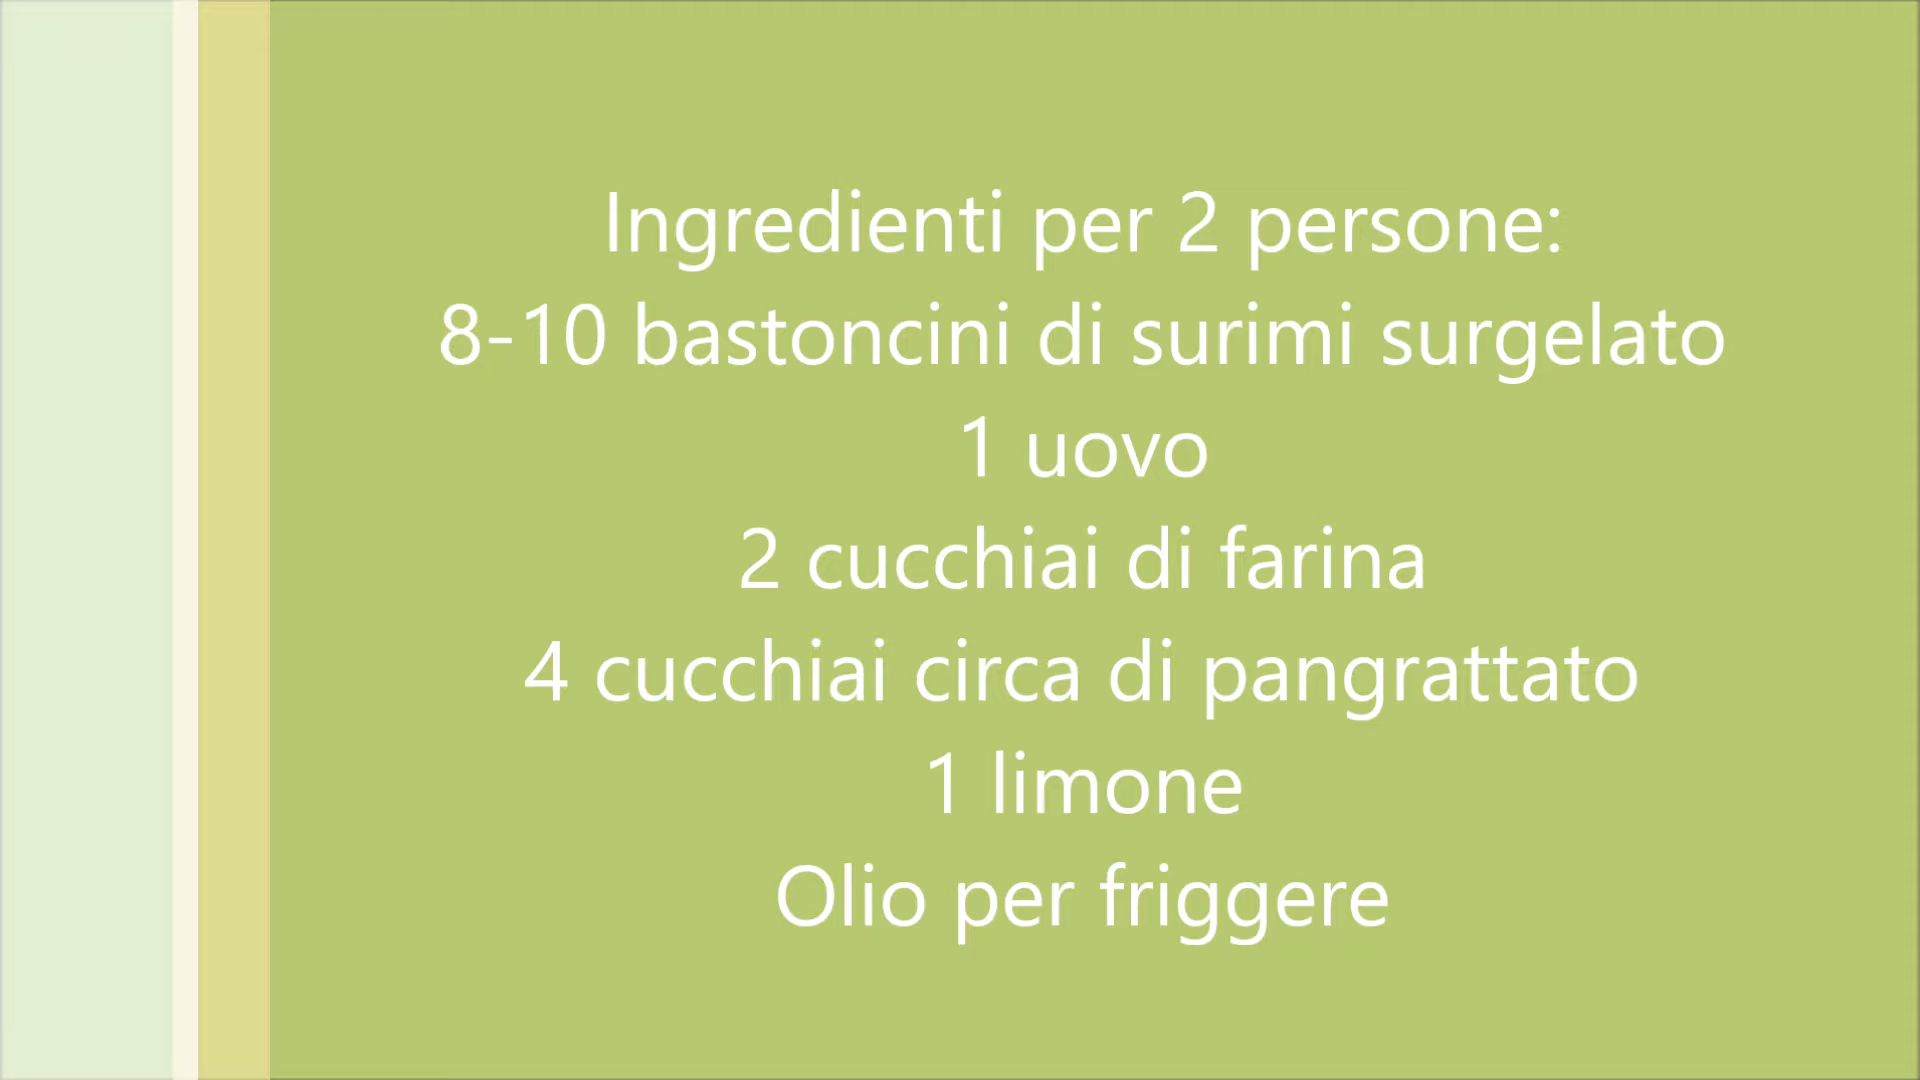 Ingredienti per 2 persone:
8-10 bastoncini di surimi surgelato
1 uovo
2 cucchiai di farina
4 cucchiai circa di pangrattato
1 limone
Olio per friggere